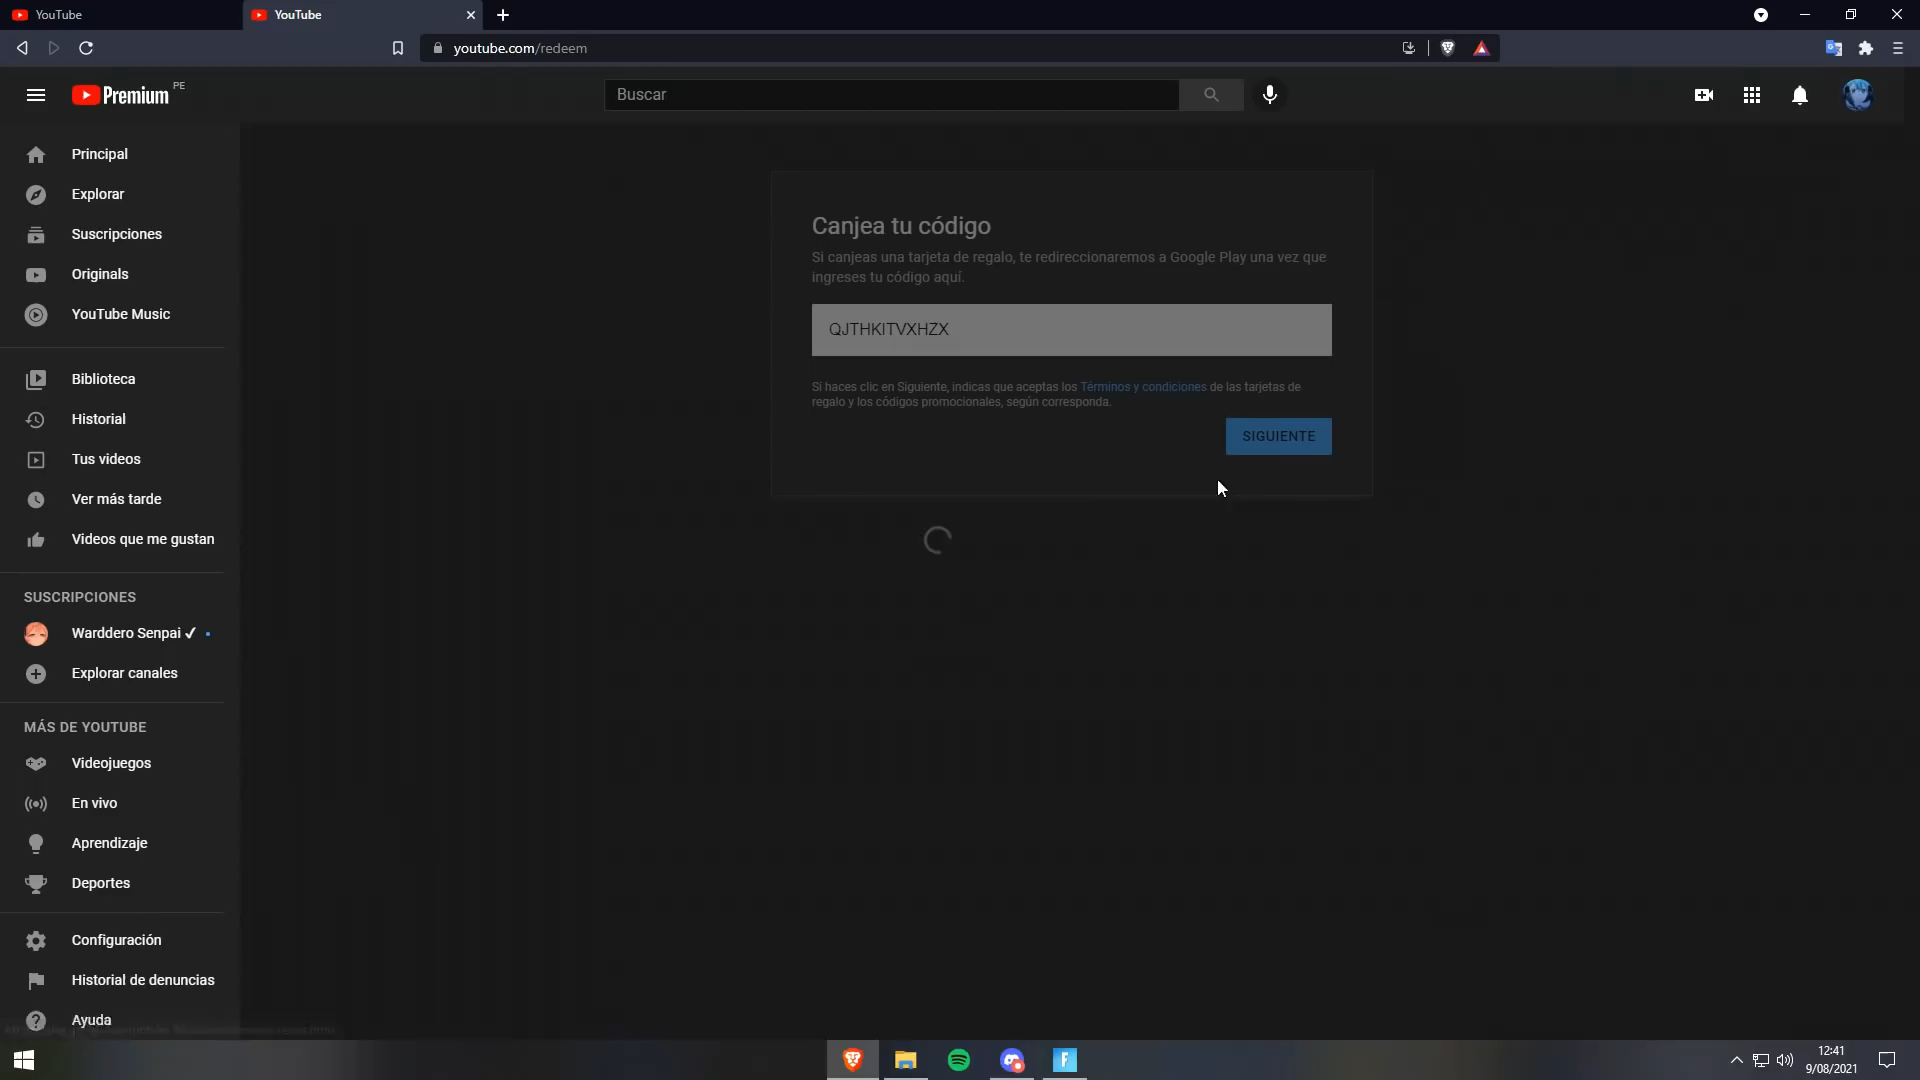 YouTube
YouTube
youtube.com/redeem
Premium PE
Buscar
Principal
Explorar
Suscripciones
Originals
YouTube Music
Biblioteca
Historial
Tus videos
Ver más tarde
Videos que me gustan
SUSCRIPCIONES
Warddero Senpai ✓
Explorar canales
MÁS DE YOUTUBE
Videojuegos
En vivo
Aprendizaje
Deportes
Configuración
Historial de denuncias
Ayuda
Canjea tu código
Si canjeas una tarjeta de regalo, te redireccionaremos a Google Play una vez que
ingreses tu código aquí.
QJTHKITVXHZX
Si haces clic en Siguiente, indicas que aceptas los Términos y condiciones de las tarjetas de
regalo y los códigos promocionales, según corresponda.
SIGUIENTE
12:41
9/08/2021